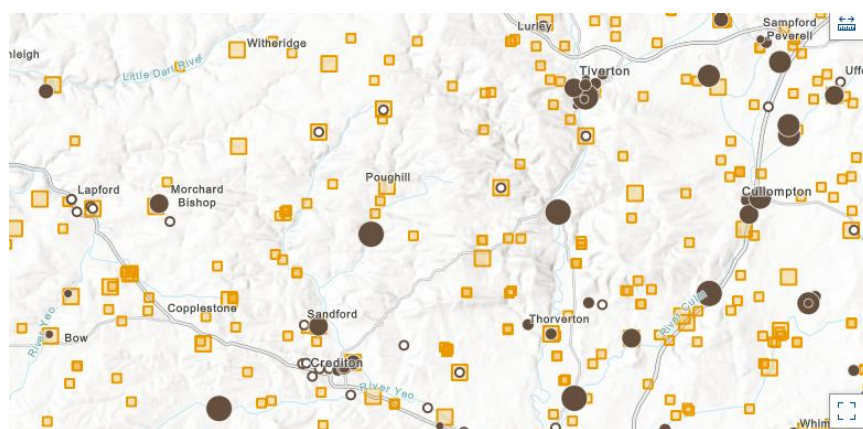 Sampford
Peverell
Lurley
Witheridge
nleigh
Little Dart River
Tiverton
Uffc
Poughill
Lapford
Morchard
Bishop
Cullompton
Copplestone
Sandford
Thorverton
River Culm
Bow
River Yeo
Crediton
River Yeo
Whim